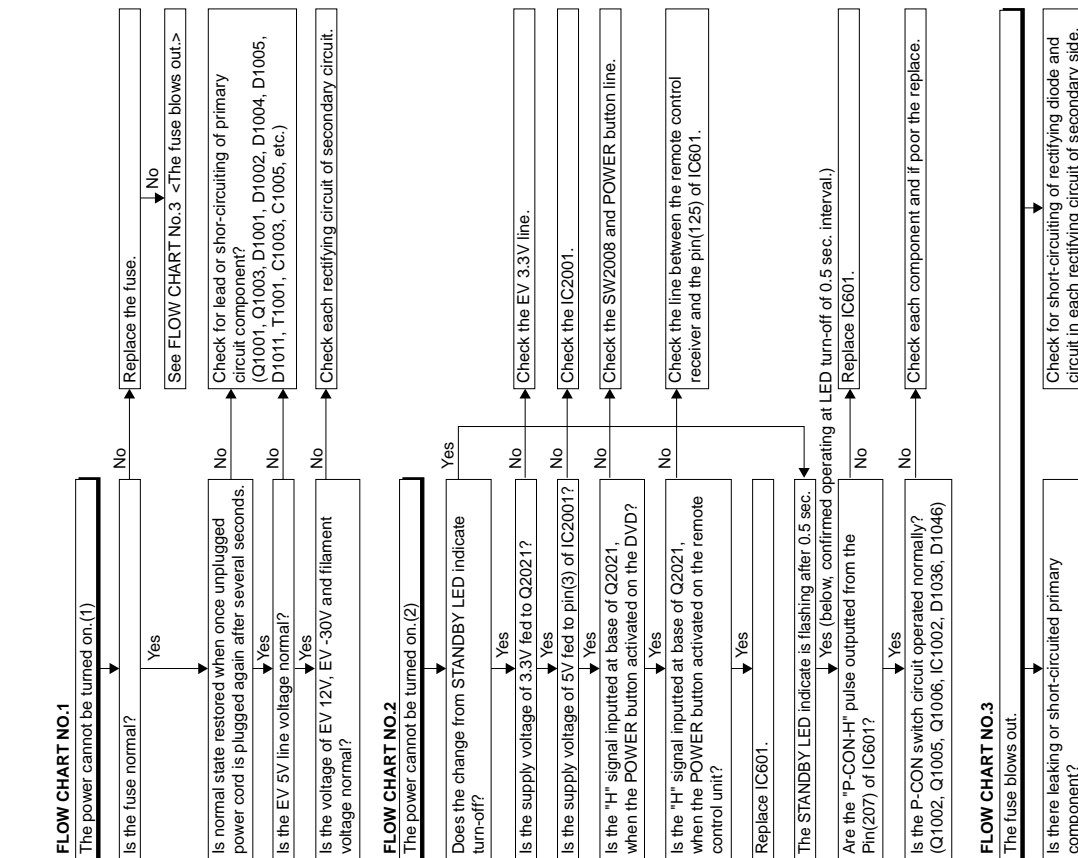 FLOW CHART NO.1
The power cannot be turned on.(1)
Is the fuse normal?
No
Replace the fuse.
No
See FLOW CHART No.3 <The fuse blows out.>
Yes
Is normal state restored when once unplugged
power cord is plugged again after several seconds.
No
Check for lead or shor-circuiting of primary
circuit component?
(Q1001, Q1003, D1001, D1002, D1004, D1005,
D1011, T1001, C1003, C1005, etc.)
Yes
Is the EV 5V line voltage normal?
No
Check each rectifying circuit of secondary circuit.
Yes
Is the voltage of EV 12V, EV -30V and filament
voltage normal?
No
FLOW CHART NO.2
The power cannot be turned on.(2)
Does the change from STANDBY LED indicate
turn-off?
Yes
Yes
Is the supply voltage of 3.3V fed to Q2021?
No
Check the EV 3.3V line.
Yes
Is the supply voltage of 5V fed to pin(3) of IC2001?
No
Check the IC2001.
Yes
Is the "H" signal inputted at base of Q2021,
when the POWER button activated on the DVD?
No
Check the SW2008 and POWER button line.
Yes
Is the "H" signal inputted at base of Q2021,
when the POWER button activated on the remote
control unit?
No
Check the line between the remote control
receiver and the pin(125) of IC601.
Yes
Replace IC601.
The STANDBY LED indicate is flashing after 0.5 sec.
Yes (below, confirmed operating at LED turn-off of 0.5 sec. interval.)
Are the "P-CON-H" pulse outputted from the
Pin(207) of IC601?
No
Replace IC601.
Yes
Is the P-CON switch circuit operated normally?
(Q1002, Q1005, Q1006, IC1002, D1036, D1046)
No
Check each component and if poor the replace.
FLOW CHART NO.3
The fuse blows out.
Is there leaking or short-circuited primary
component?
Check for short-circuiting of rectifying diode and
circuit in each rectifying circuit of secondary side.